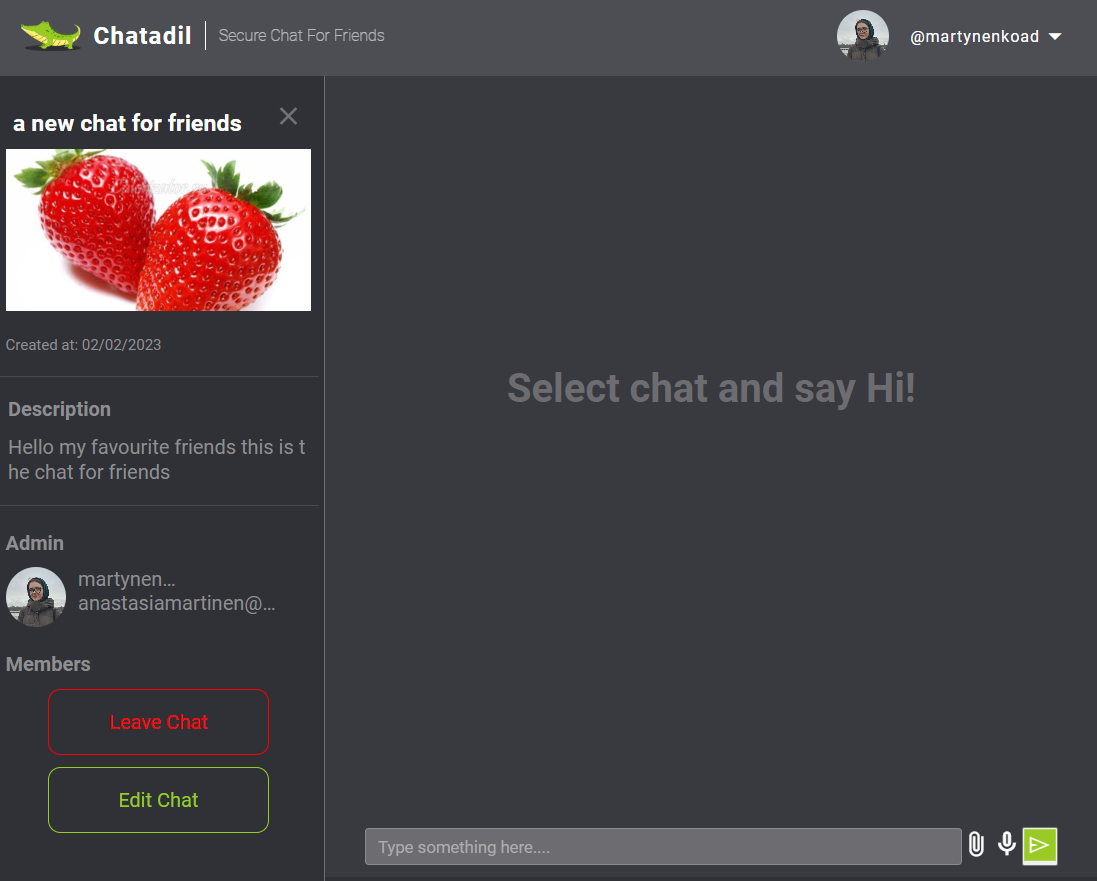 Chatadil
Secure Chat For Friends
@martynenkoad
a new chat for friends
Created at: 02/02/2023
Description
Hello my favourite friends this is t
he chat for friends
Admin
martynen...
anastasiamartinen@...
Members
Leave Chat
Edit Chat
Select chat and say Hi!
Type something here....